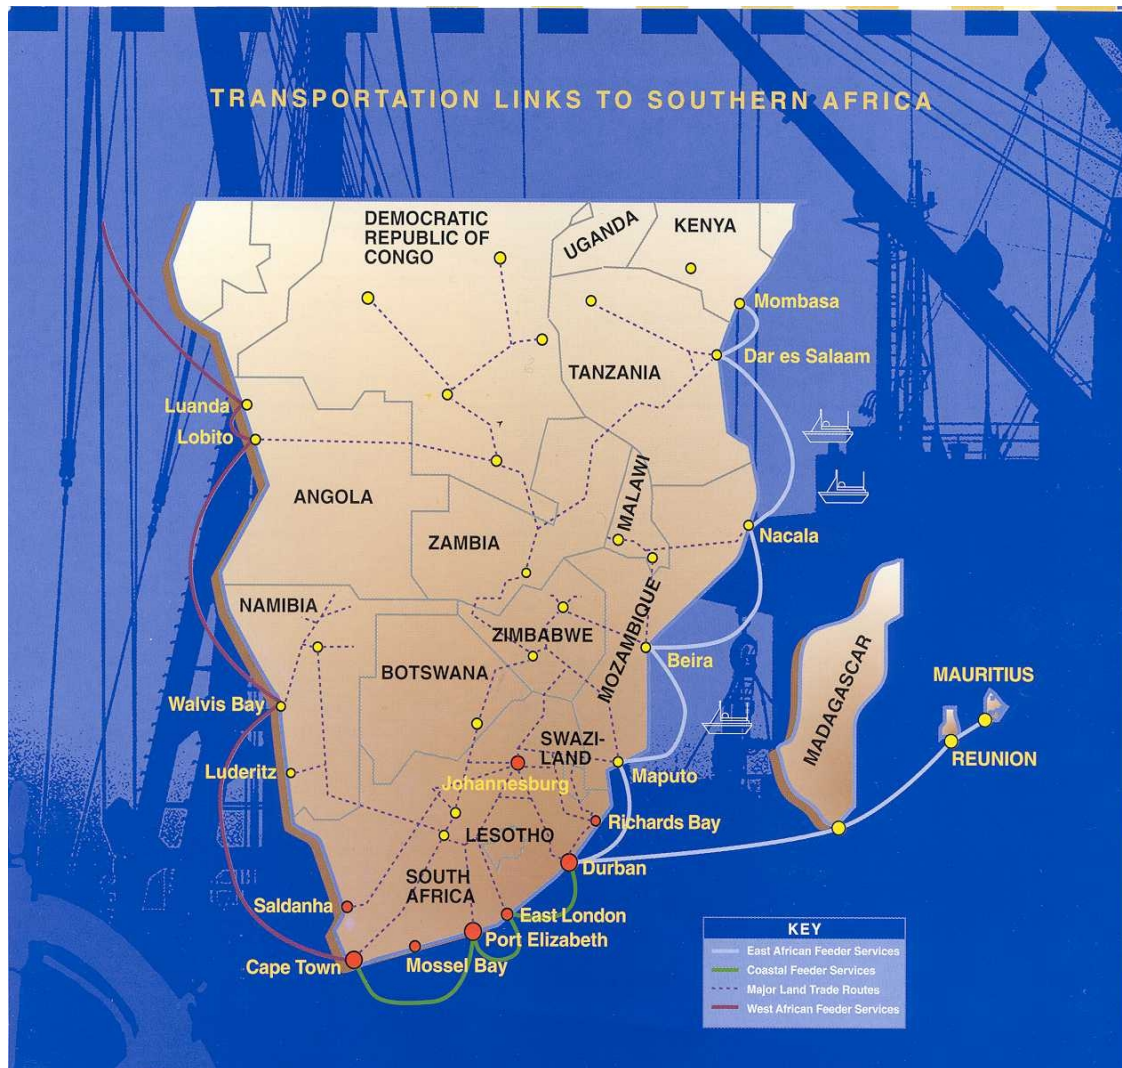 TRANSPORTATION LINKS TO SOUTHERN AFRICA
DEMOCRATIC
REPUBLIC OF
CONGO
UGANDA
KENYA
Mombasa
Dar es Salaam
TANZANIA
Luanda
Lobito
ANGOLA
MALAWI
Nacala
ZAMBIA
NAMIBIA
ZIMBABWE
MOZAMBIQUE
BOTSWANA
Beira
MADAGASCAR
MAURITIUS
REUNION
Walvis Bay
SWAZI-
LAND
Luderitz
Johannesburg
Maputo
Richards Bay
LESOTHO
Durban
SOUTH
AFRICA
Saldanha
East London
Port Elizabeth
Mossel Bay
Cape Town
KEY
East African Feeder Services
Coastal Feeder Services
Major Land Trade Routes
West African Feeder Services